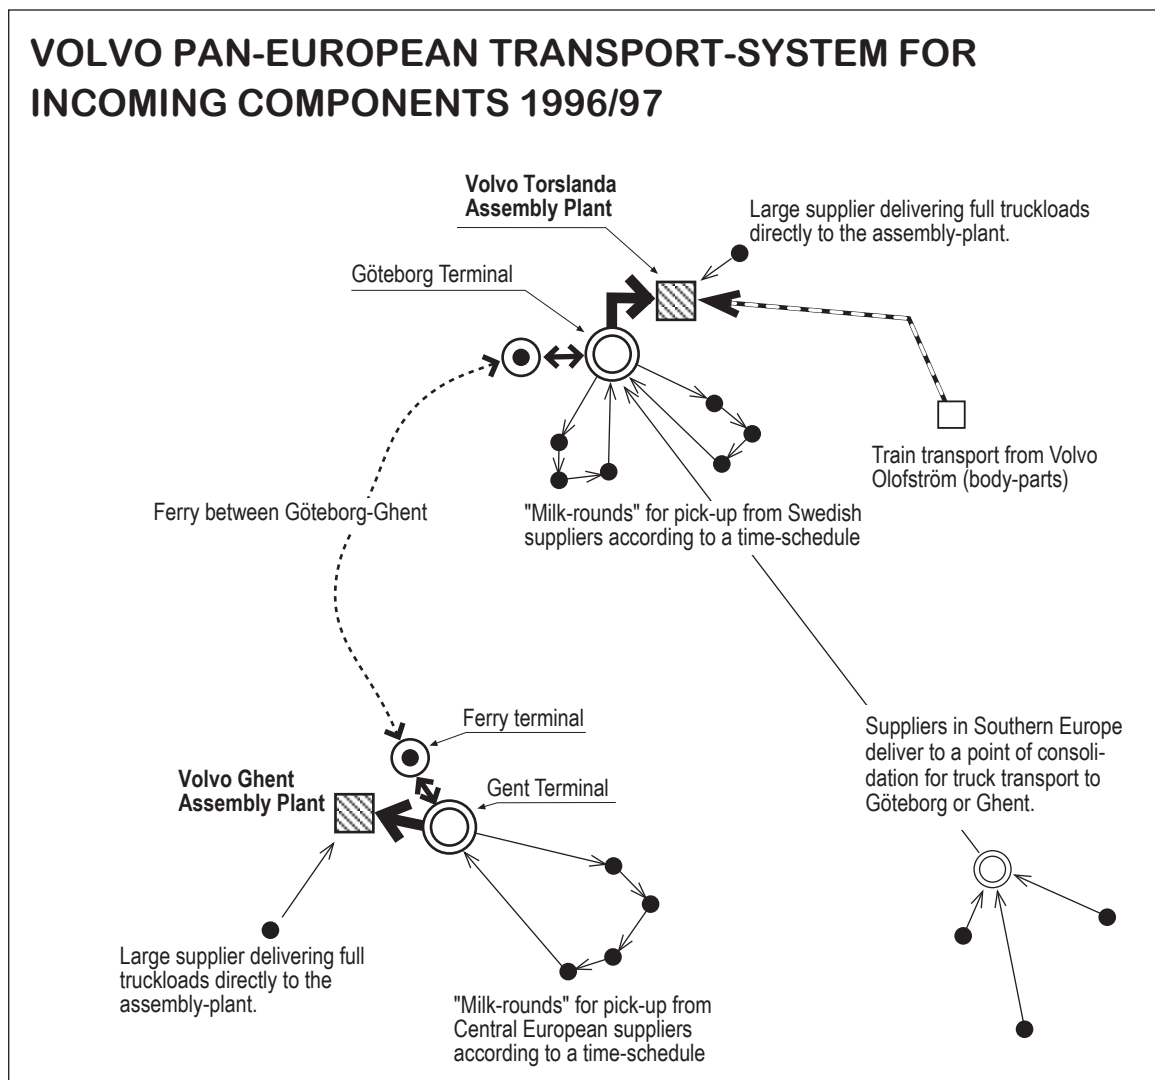 VOLVO PAN-EUROPEAN TRANSPORT-SYSTEM FOR
INCOMING COMPONENTS 1996/97
Volvo Torslanda
Assembly Plant
Large supplier delivering full truckloads
directly to the assembly-plant.
Göteborg Terminal
Train transport from Volvo
Olofström (body-parts)
Ferry between Göteborg-Ghent
"Milk-rounds" for pick-up from Swedish
suppliers according to a time-schedule
Ferry terminal
Suppliers in Southern Europe
deliver to a point of consoli-
dation for truck transport to
Göteborg or Ghent.
Volvo Ghent
Assembly Plant
Gent Terminal
Large supplier delivering full
truckloads directly to the
assembly-plant.
"Milk-rounds" for pick-up from
Central European suppliers
according to a time-schedule